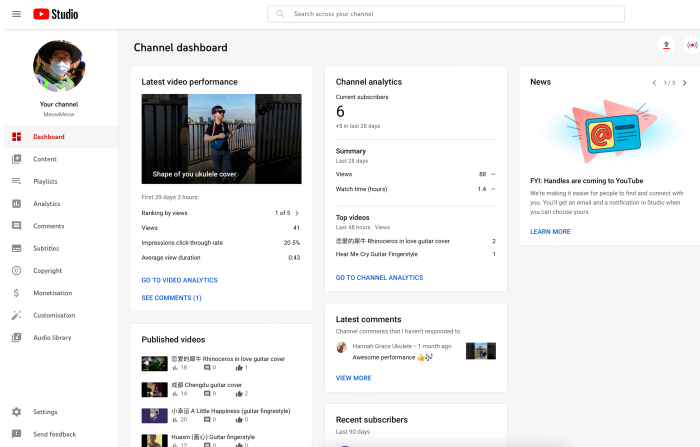 Studio
Search across your channel
Your channel
MeowMeow
Dashboard
Content
Playlists
Analytics
Comments
Subtitles
Copyright
Monetisation
Customisation
Audio library
Settings
Send feedback
Channel dashboard
Latest video performance
Shape of you ukulele cover
First 39 days 3 hours:
Ranking by views 1 of 5
Views 41
Impressions click-through rate 20.5%
Average view duration 0:43
GO TO VIDEO ANALYTICS
SEE COMMENTS (1)
Published videos
恋爱的犀牛 Rhinoceros in love guitar cover
18 0 1
成都 Chengdu guitar cover
14 0 2
小幸运 A Little Happiness (guitar fingrestyle)
20 0 0
Huaxin (画心) Guitar fingerstyle
12 0 0
Channel analytics
Current subscribers
6
+5 in last 28 days
Summary
Last 28 days
Views 88 —
Watch time (hours) 1.4 —
Top videos
Last 48 hours · Views
恋爱的犀牛 Rhinoceros in love guitar cover 2
Hear Me Cry Guitar Fingerstyle 1
GO TO CHANNEL ANALYTICS
Latest comments
Channel comments that I haven't responded to
Hannah Grace Ukulele • 1 month ago
Awesome performance 👍🎶
VIEW MORE
Recent subscribers
Last 90 days
News
1 / 3
@
FYI: Handles are coming to YouTube
We're making it easier for people to find and connect with
you. You'll get an email and a notification in Studio when
you can choose yours
LEARN MORE